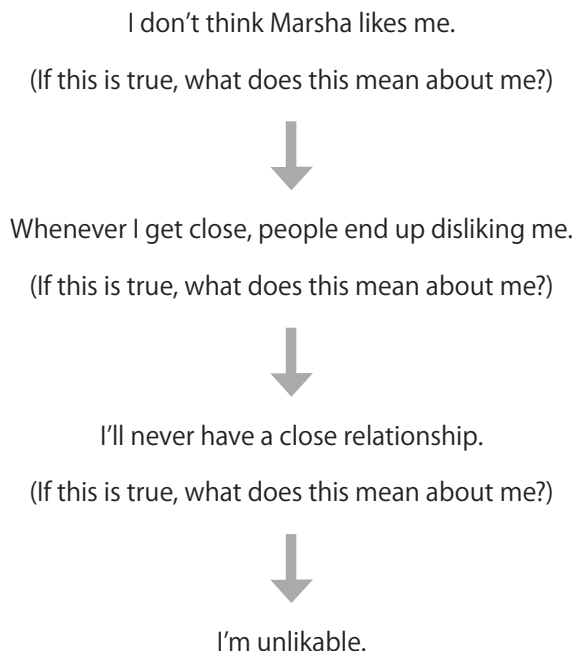 I don’t think Marsha likes me.
(If this is true, what does this mean about me?)
Whenever I get close, people end up disliking me.
(If this is true, what does this mean about me?)
I’ll never have a close relationship.
(If this is true, what does this mean about me?)
I’m unlikable.